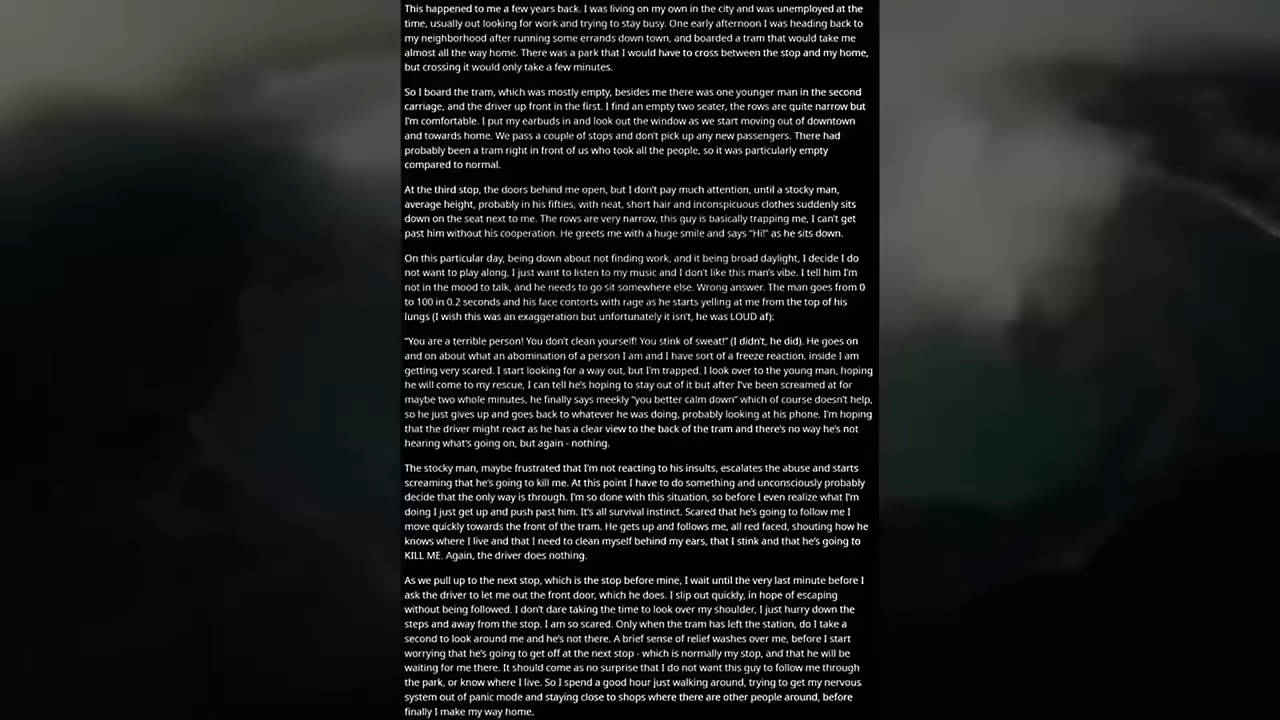 This happened to me a few years back. I was living on my own in the city and was unemployed at the
time, usually out looking for work and trying to stay busy. One early afternoon I was heading back to
my neighborhood after running some errands down town, and boarded a tram that would take me
almost all the way home. There was a park that I would have to cross between the stop and my home,
but crossing it would only take a few minutes.
So I board the tram, which was mostly empty, besides me there was one younger man in the second
carriage, and the driver up front in the first. I find an empty two seater, the rows are quite narrow but
I'm comfortable. I put my earbuds in and look out the window as we start moving out of downtown
and towards home. We pass a couple of stops and don't pick up any new passengers. There had
probably been a tram right in front of us who took all the people, so it was particularly empty
compared to normal.
At the third stop, the doors behind me open, but I don't pay much attention, until a stocky man,
average height, probably in his fifties, with neat, short hair and inconspicuous clothes suddenly sits
down on the seat next to me. The rows are very narrow, this guy is basically trapping me, I can't get
past him without his cooperation. He greets me with a huge smile and says "Hi!" as he sits down.
On this particular day, being down about not finding work, and it being broad daylight, I decide I do
not want to play along, I just want to listen to my music and I don't like this man's vibe. I tell him I'm
not in the mood to talk, and he needs to go sit somewhere else. Wrong answer. The man goes from 0
to 100 in 0.2 seconds and his face contorts with rage as he starts yelling at me from the top of his
lungs (I wish this was an exaggeration but unfortunately it isn't, he was LOUD af):
"You are a terrible person! You don't clean yourself! You stink of sweat!" (I didn't, he did). He goes on
and on about what an abomination of a person I am and I have sort of a freeze reaction, inside I am
getting very scared. I start looking for a way out, but I'm trapped. I look over to the young man, hoping
he will come to my rescue, I can tell he's hoping to stay out of it but after I've been screamed at for
maybe two whole minutes, he finally says meekly "you better calm down" which of course doesn't help,
so he just gives up and goes back to whatever he was doing, probably looking at his phone. I'm hoping
that the driver might react as he has a clear view to the back of the tram and there's no way he's not
hearing what's going on, but again - nothing.
The stocky man, maybe frustrated that I'm not reacting to his insults, escalates the abuse and starts
screaming that he's going to kill me. At this point I have to do something and unconsciously probably
decide that the only way is through. I'm so done with this situation, so before I even realize what I'm
doing I just get up and push past him. It's all survival instinct. Scared that he's going to follow me I
move quickly towards the front of the tram. He gets up and follows me, all red faced, shouting how he
knows where I live and that I need to clean myself behind my ears, that I stink and that he's going to
KILL ME. Again, the driver does nothing.
As we pull up to the next stop, which is the stop before mine, I wait until the very last minute before I
ask the driver to let me out the front door, which he does. I slip out quickly, in hope of escaping
without being followed. I don't dare taking the time to look over my shoulder, I just hurry down the
steps and away from the stop. I am so scared. Only when the tram has left the station, do I take a
second to look around me and he's not there. A brief sense of relief washes over me, before I start
worrying that he's going to get off at the next stop - which is normally my stop, and that he will be
waiting for me there. It should come as no surprise that I do not want this guy to follow me through
the park, or know where I live. So I spend a good hour just walking around, trying to get my nervous
system out of panic mode and staying close to shops where there are other people around, before
finally I make my way home.